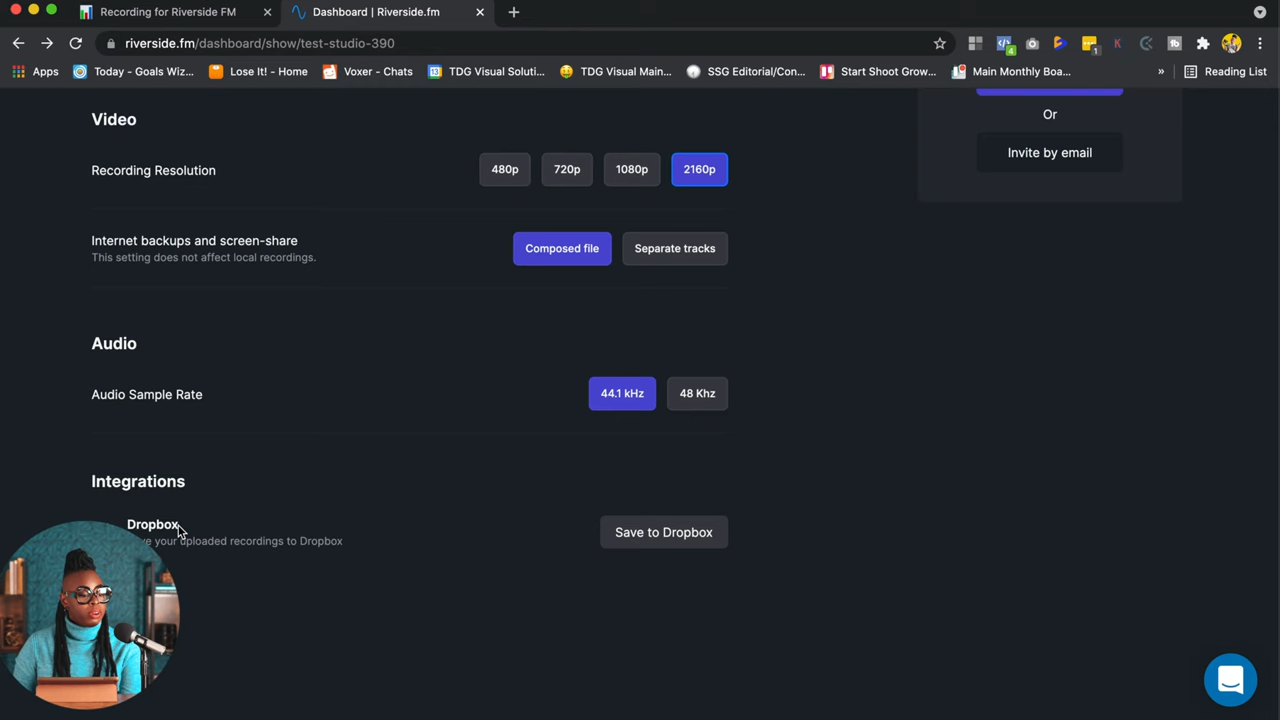 Recording for Riverside FM
Dashboard | Riverside.fm
riverside.fm/dashboard/show/test-studio-390
4
1
Apps
Today - Goals Wiz...
Lose It! - Home
Voxer - Chats
13
TDG Visual Soluti...
TDG Visual Main...
SSG Editorial/Con...
Start Shoot Grow...
Main Monthly Boa...
»
Reading List
Video
Or
Recording Resolution
480p
720p
1080p
2160p
Invite by email
Internet backups and screen-share
This setting does not affect local recordings.
Composed file
Separate tracks
Audio
Audio Sample Rate
44.1 kHz
48 Khz
Integrations
Dropbox
your uploaded recordings to Dropbox
Save to Dropbox